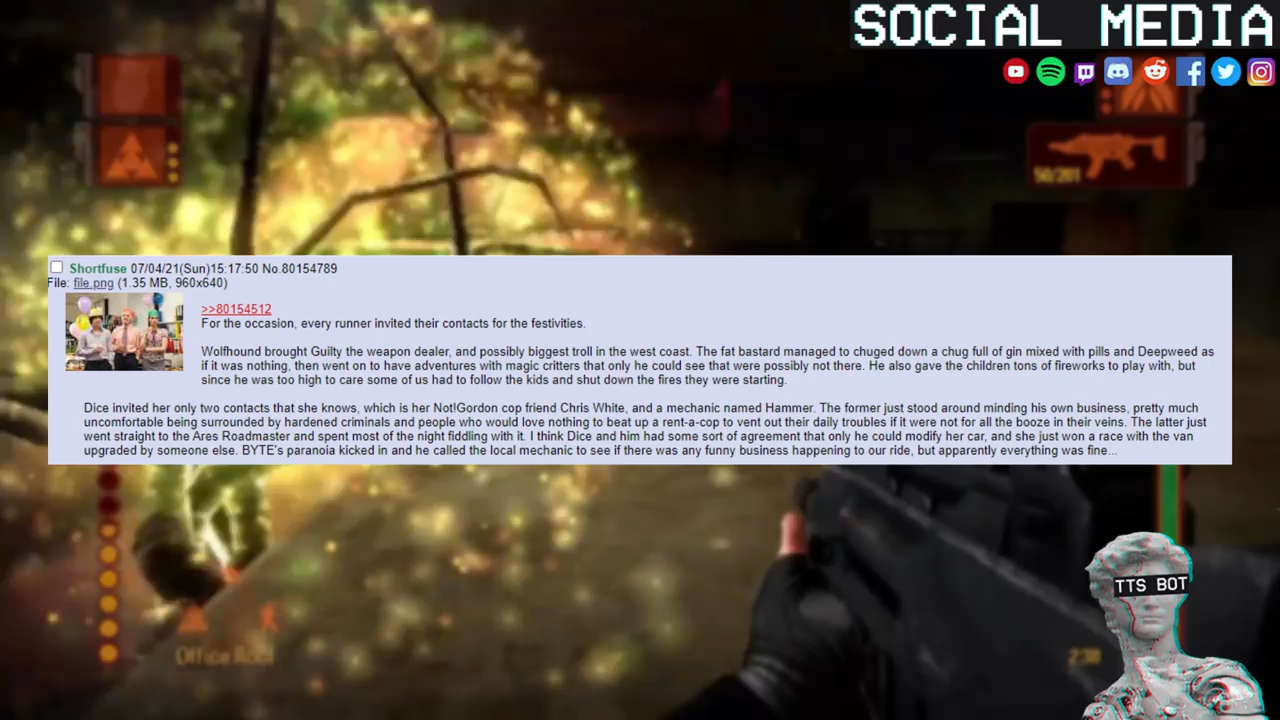 SOCIAL MEDIA
50/201
Shortfuse 07/04/21(Sun)15:17:50 No.80154789
File: file.png (1.35 MB, 960x640)
>>80154512
For the occasion, every runner invited their contacts for the festivities.
Wolfhound brought Guilty the weapon dealer, and possibly biggest troll in the west coast. The fat bastard managed to chuged down a chug full of gin mixed with pills and Deepweed as
if it was nothing, then went on to have adventures with magic critters that only he could see that were possibly not there. He also gave the children tons of fireworks to play with, but
since he was too high to care some of us had to follow the kids and shut down the fires they were starting.
Dice invited her only two contacts that she knows, which is her Not!Gordon cop friend Chris White, and a mechanic named Hammer. The former just stood around minding his own business, pretty much
uncomfortable being surrounded by hardened criminals and people who would love nothing to beat up a rent-a-cop to vent out their daily troubles if it were not for all the booze in their veins. The latter just
went straight to the Ares Roadmaster and spent most of the night fiddling with it. I think Dice and him had some sort of agreement that only he could modify her car, and she just won a race with the van
upgraded by someone else. BYTE's paranoia kicked in and he called the local mechanic to see if there was any funny business happening to our ride, but apparently everything was fine...
TTS BOT
Office Roof
2:38